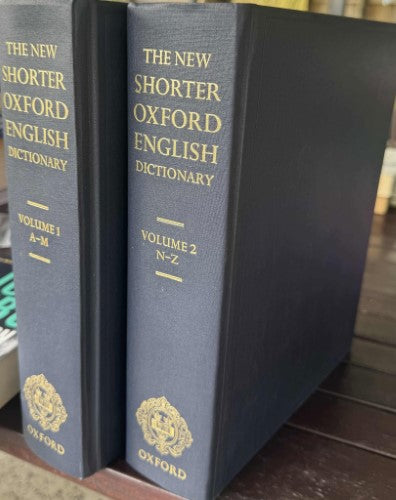 THE NEW
SHORTER
OXFORD
ENGLISH
DICTIONARY
VOLUME 1
A–M
OXFORD
THE NEW
SHORTER
OXFORD
ENGLISH
DICTIONARY
VOLUME 2
N–Z
OXFORD